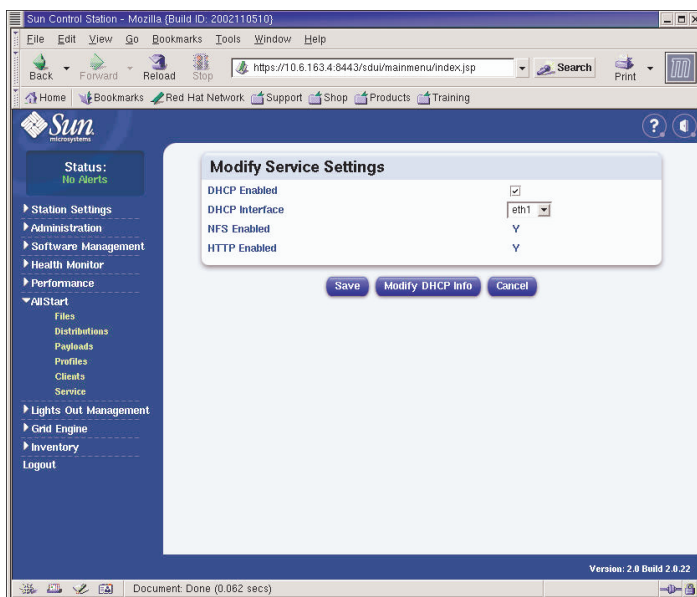 Sun Control Station - Mozilla {Build ID: 2002110510}
File Edit View Go Bookmarks Tools Window Help
Back Forward Reload Stop https://10.6.163.4:8443/sdui/mainmenu/index.jsp Search Print
Home Bookmarks Red Hat Network Support Shop Products Training
Sun
microsystems
?
Status:
No Alerts
Station Settings
Administration
Software Management
Health Monitor
Performance
AllStart
Files
Distributions
Payloads
Profiles
Clients
Service
Lights Out Management
Grid Engine
Inventory
Logout
Modify Service Settings
DHCP Enabled
DHCP Interface eth1
NFS Enabled Y
HTTP Enabled Y
Save Modify DHCP Info Cancel
Version: 2.0 Build 2.0.22
Document: Done (0.062 secs)